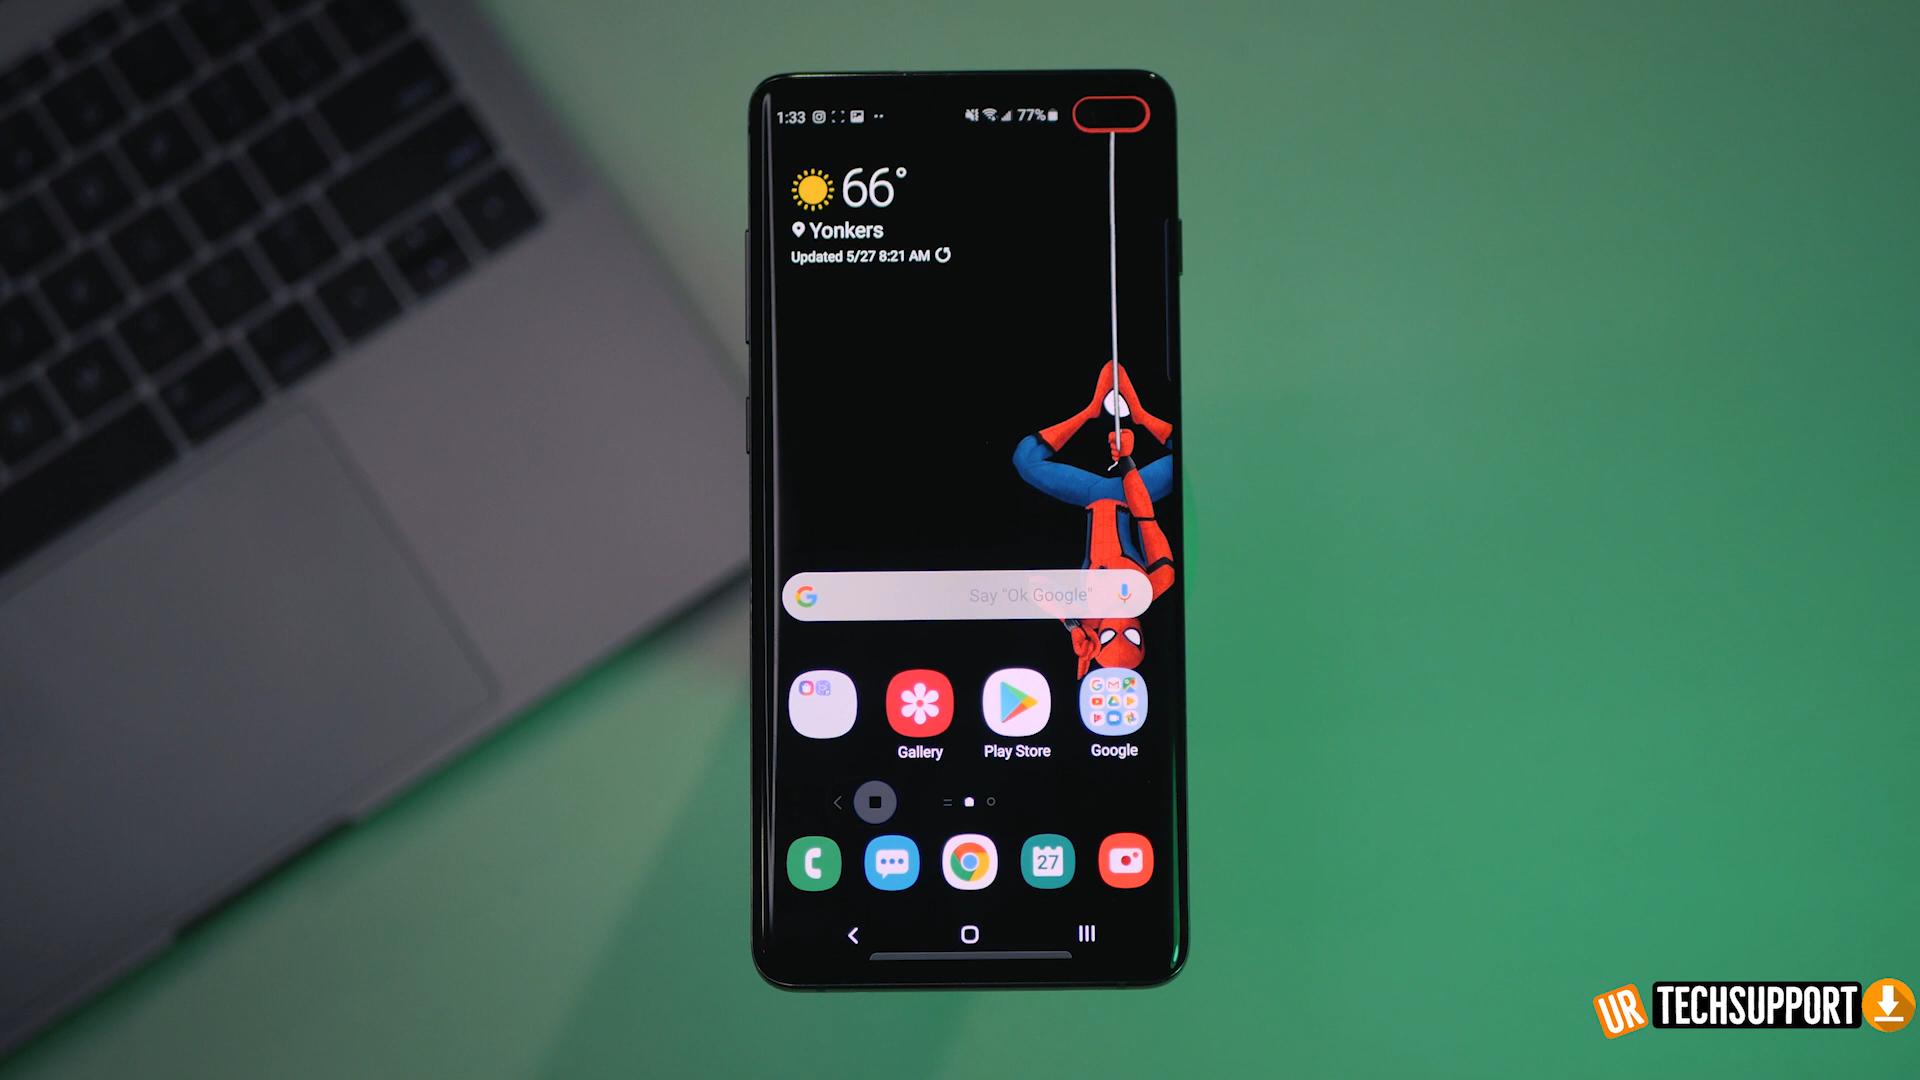 1:33
77%
66°
Yonkers
Updated 5/27 8:21 AM
Say "Ok Google"
Gallery
Play Store
Google
27
UR TECHSUPPORT